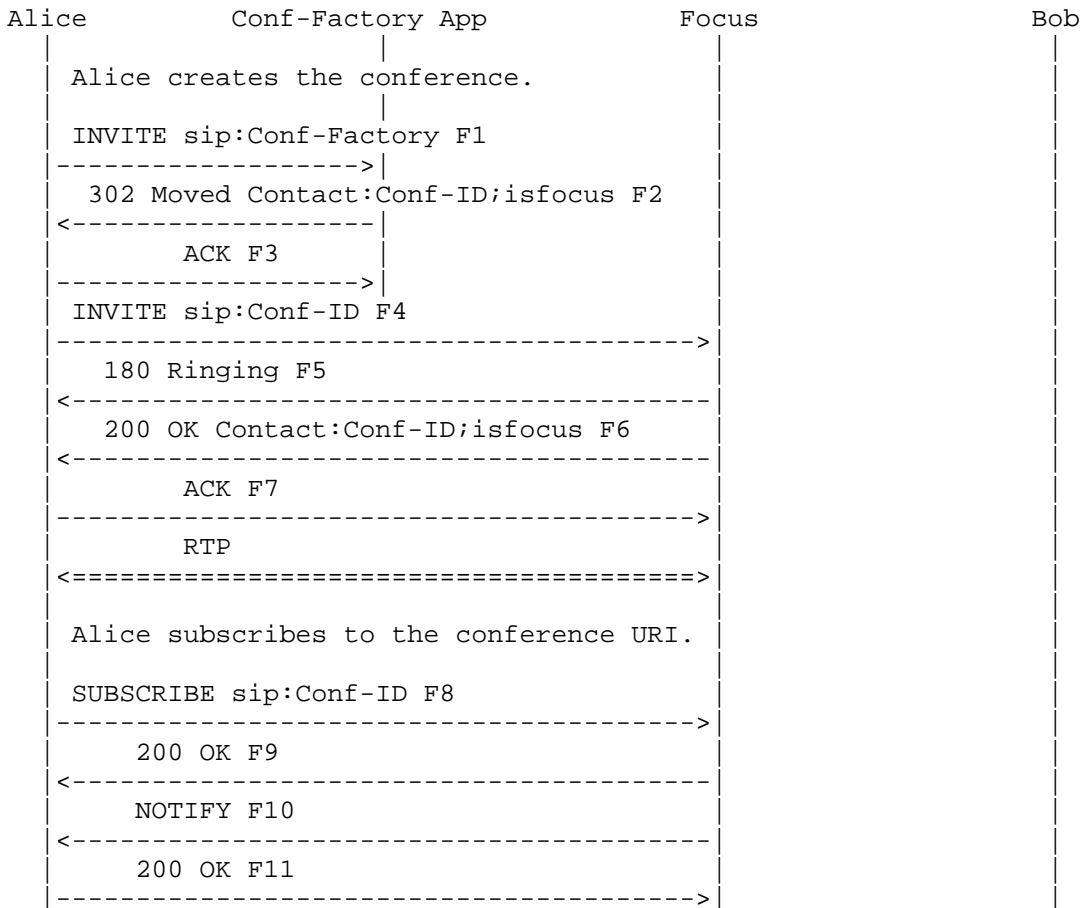 Alice Conf-Factory App Focus Bob
Alice creates the conference.
INVITE sip:Conf-Factory F1
302 Moved Contact:Conf-ID;isfocus F2
ACK F3
INVITE sip:Conf-ID F4
180 Ringing F5
200 OK Contact:Conf-ID;isfocus F6
ACK F7
RTP
Alice subscribes to the conference URI.
SUBSCRIBE sip:Conf-ID F8
200 OK F9
NOTIFY F10
200 OK F11